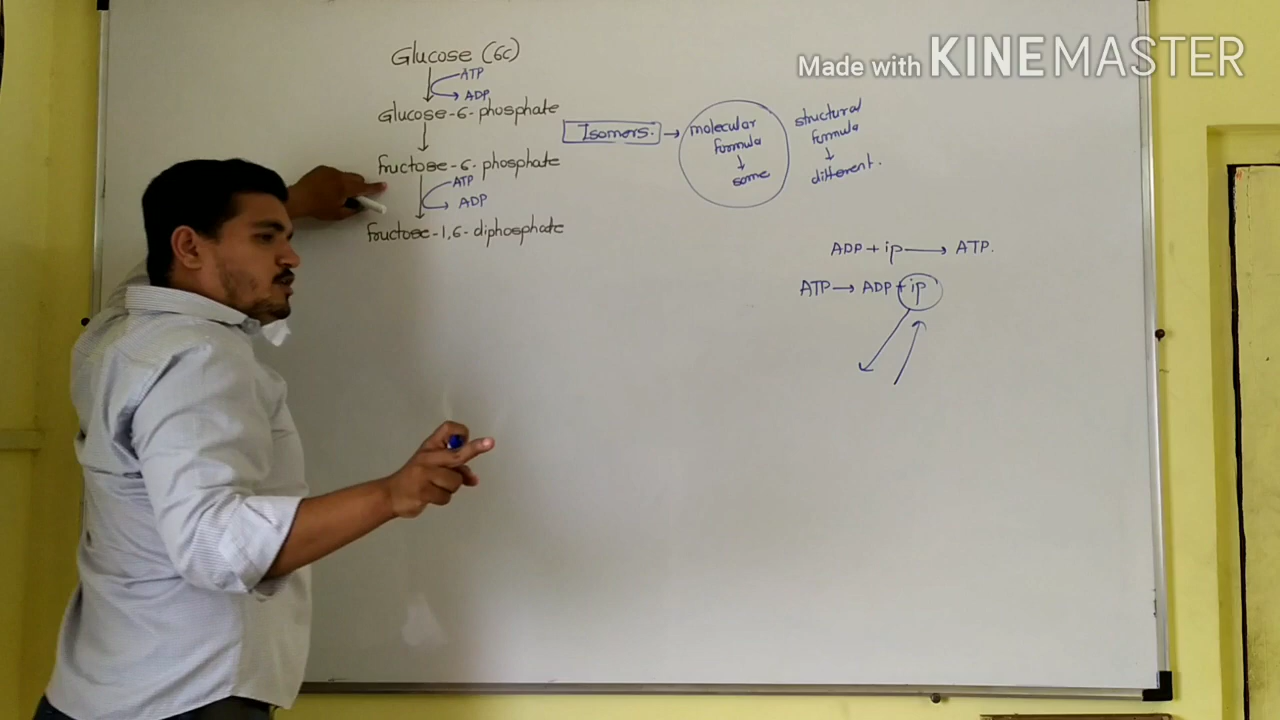 Made with KINEMASTER
Glucose (6C)
ATP
ADP
Glucose-6-phosphate
fructose-6-phosphate
ATP
ADP
fructose-1,6-diphosphate
Isomers. → molecular
formula
↓
same
structural
formula
↓
different.
ADP + ip → ATP.
ATP → ADP + ip